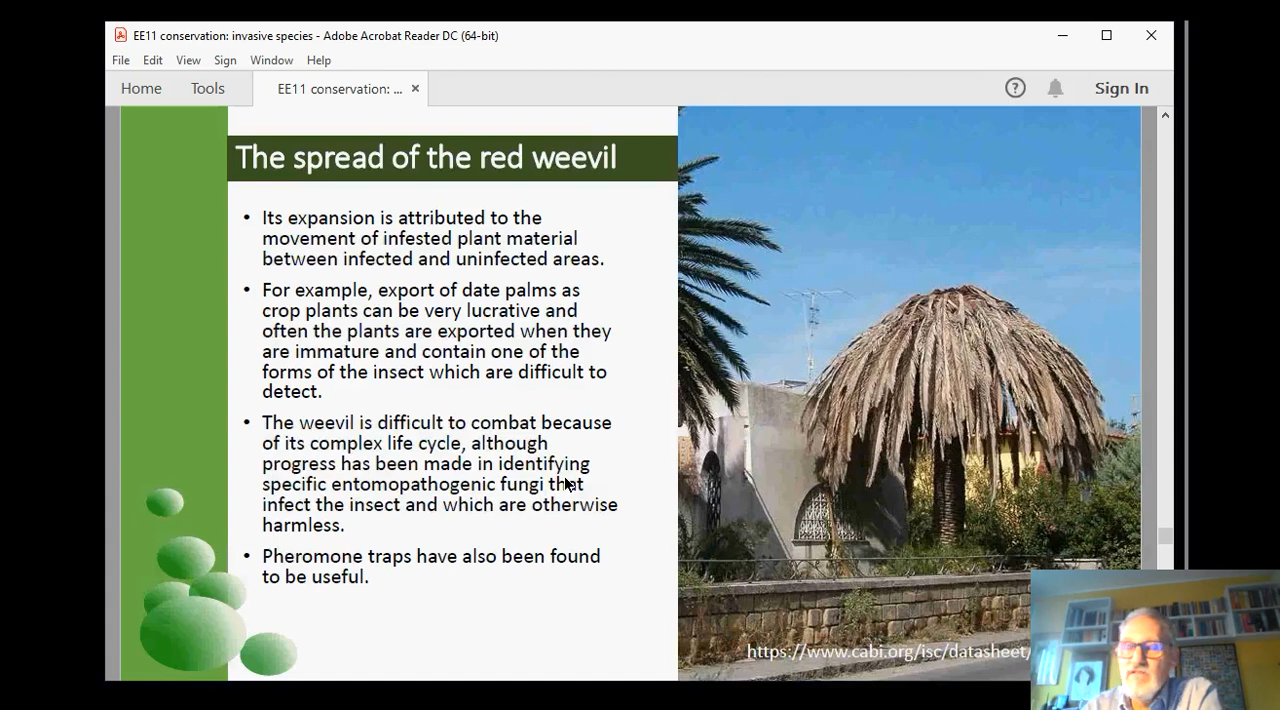 EE11 conservation: invasive species - Adobe Acrobat Reader DC (64-bit)
File Edit View Sign Window Help
Home Tools EE11 conservation: ... × Sign In
The spread of the red weevil
• Its expansion is attributed to the
movement of infested plant material
between infected and uninfected areas.
• For example, export of date palms as
crop plants can be very lucrative and
often the plants are exported when they
are immature and contain one of the
forms of the insect which are difficult to
detect.
• The weevil is difficult to combat because
of its complex life cycle, although
progress has been made in identifying
specific entomopathogenic fungi that
infect the insect and which are otherwise
harmless.
• Pheromone traps have also been found
to be useful.
https://www.cabi.org/isc/datasheet/